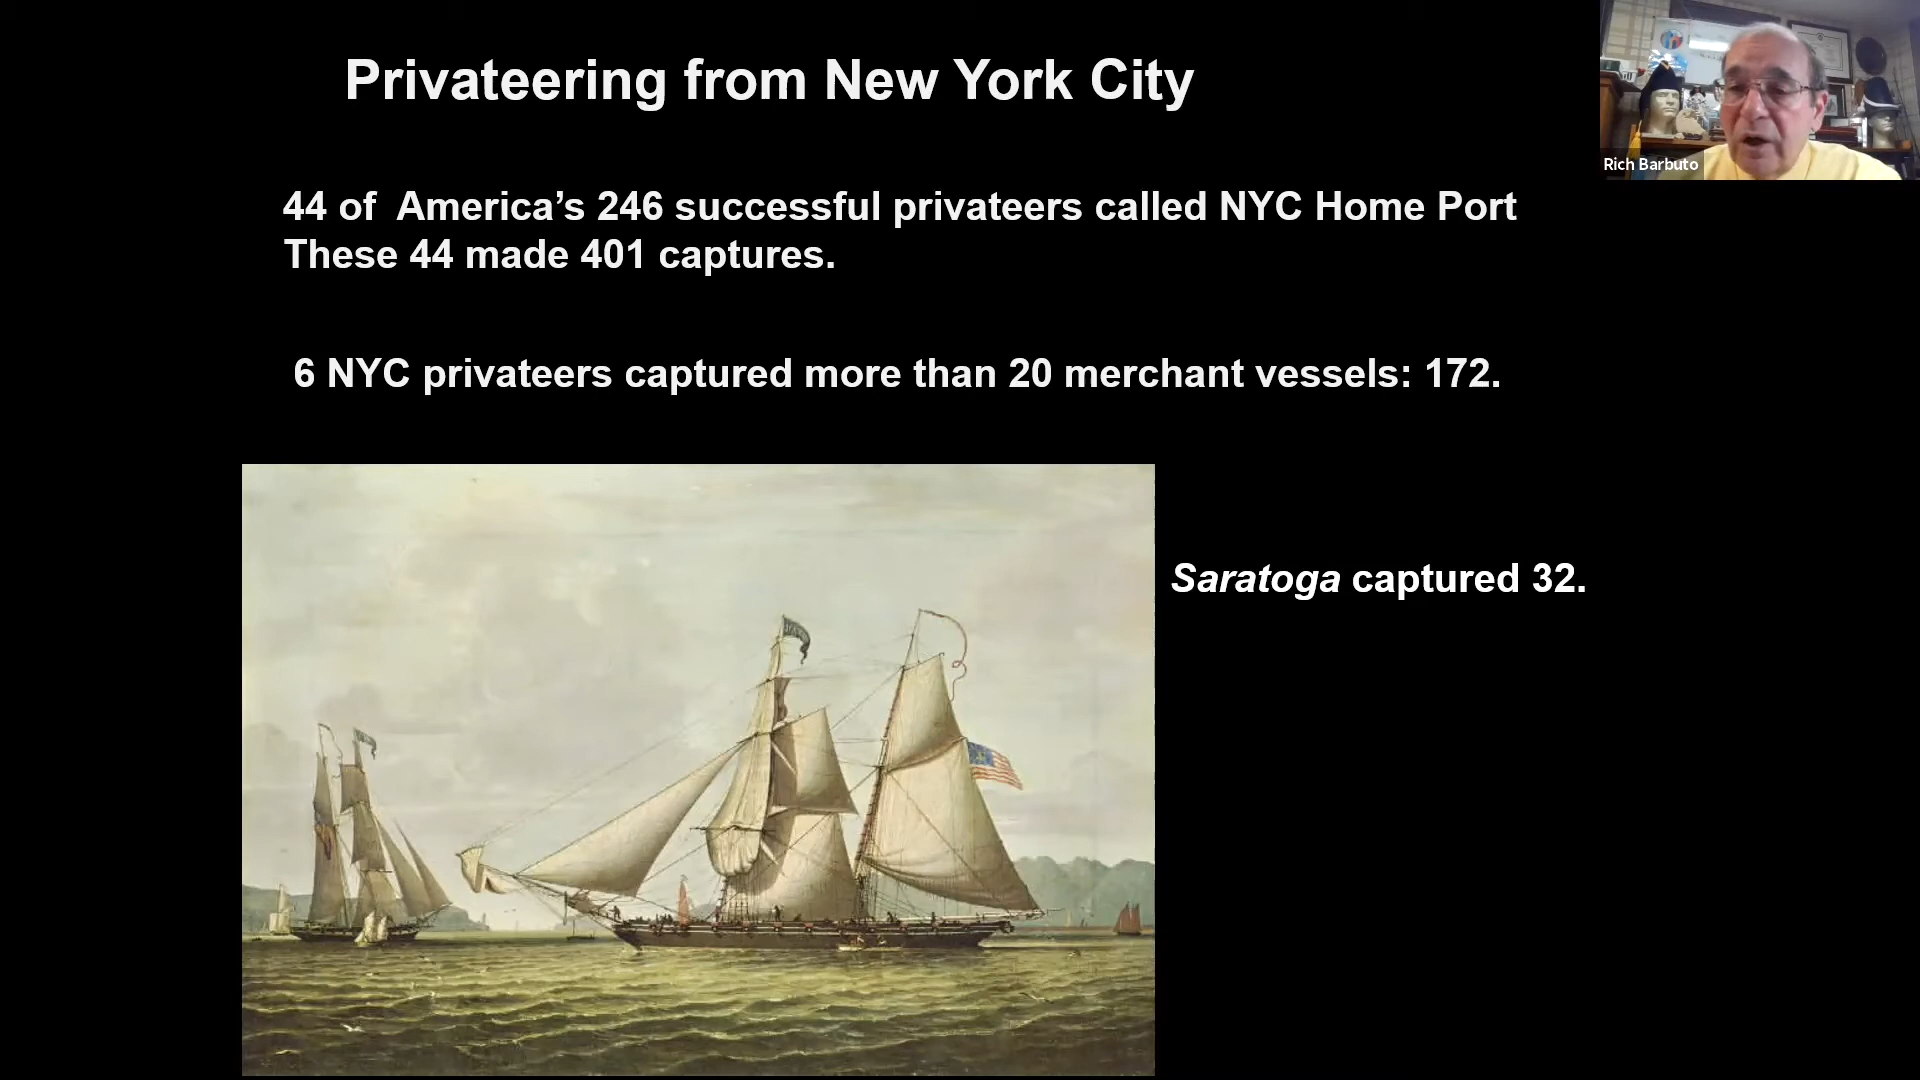 Privateering from New York City
Rich Barbuto
44 of America’s 246 successful privateers called NYC Home Port
These 44 made 401 captures.
6 NYC privateers captured more than 20 merchant vessels: 172.
Saratoga captured 32.